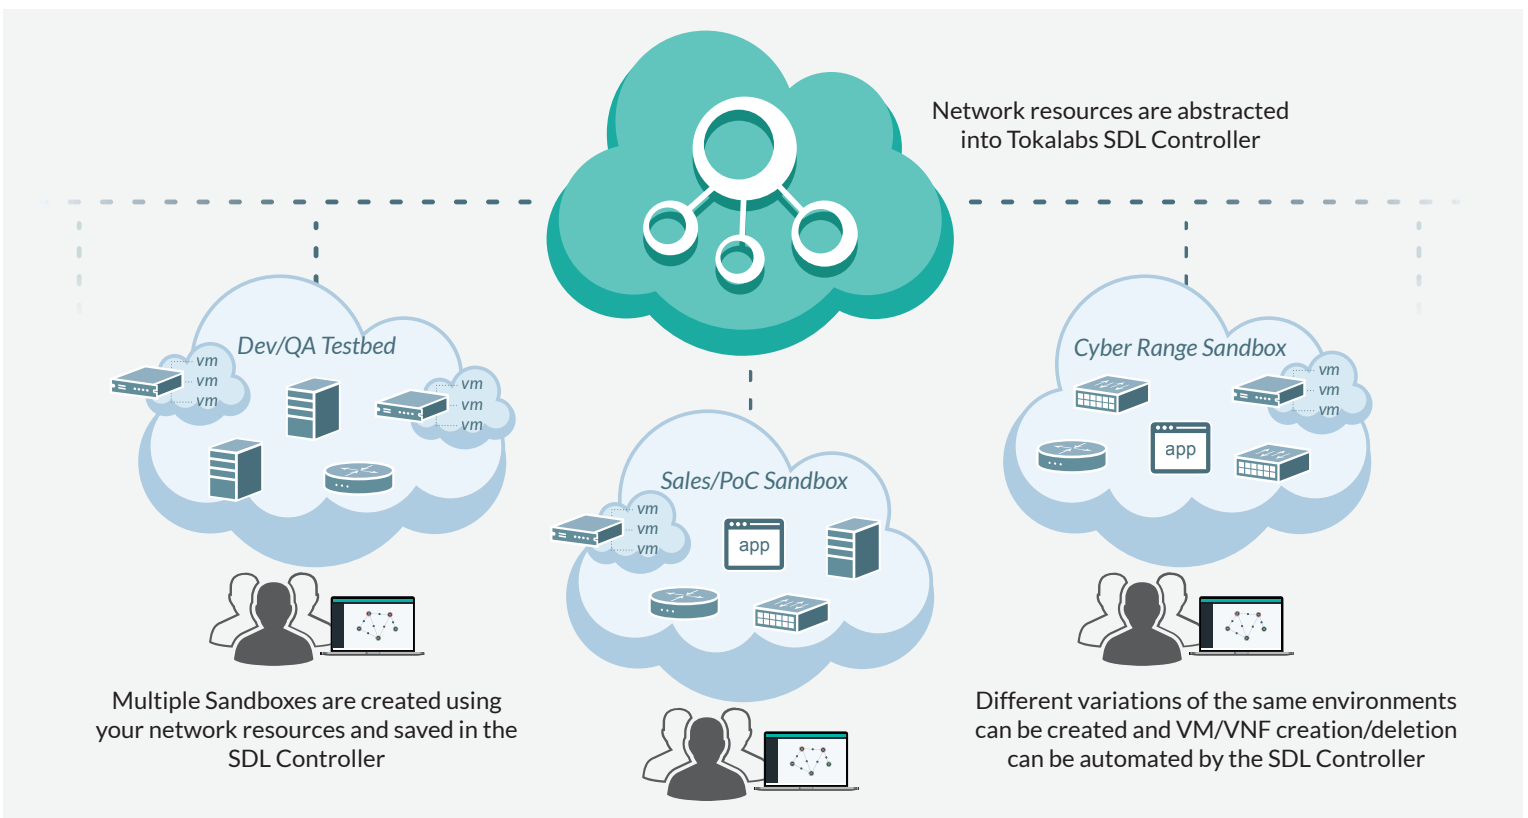 Network resources are abstracted
into Tokalabs SDL Controller
Dev/QA Testbed
vm
vm
vm
vm
vm
vm
Cyber Range Sandbox
vm
vm
vm
app
Sales/PoC Sandbox
vm
vm
vm
app
Multiple Sandboxes are created using
your network resources and saved in the
SDL Controller
Different variations of the same environments
can be created and VM/VNF creation/deletion
can be automated by the SDL Controller